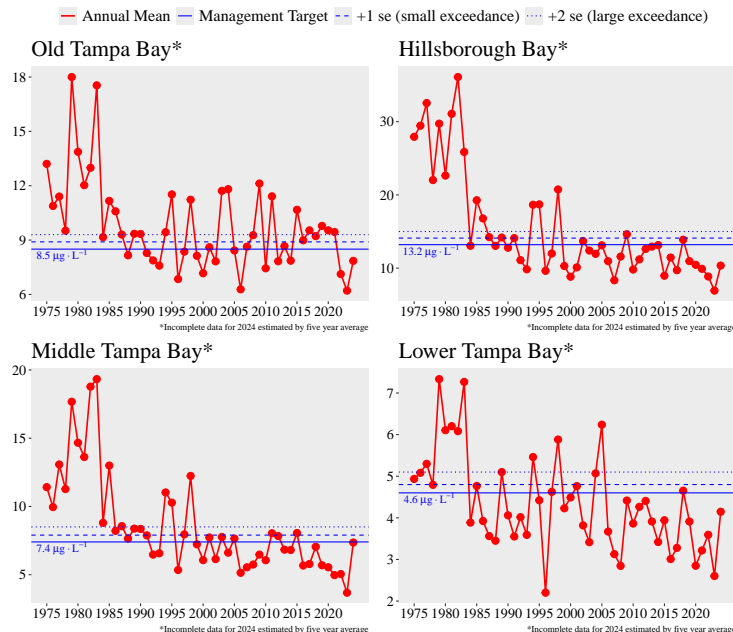 Annual Mean Management Target +1 se (small exceedance) +2 se (large exceedance)
Old Tampa Bay*
18
15
12
9
6
8.5 μg · L⁻¹
1975 1980 1985 1990 1995 2000 2005 2010 2015 2020
*Incomplete data for 2024 estimated by five year average
Hillsborough Bay*
30
20
10
13.2 μg · L⁻¹
1975 1980 1985 1990 1995 2000 2005 2010 2015 2020
*Incomplete data for 2024 estimated by five year average
Middle Tampa Bay*
20
15
10
5
7.4 μg · L⁻¹
1975 1980 1985 1990 1995 2000 2005 2010 2015 2020
*Incomplete data for 2024 estimated by five year average
Lower Tampa Bay*
7
6
5
4
3
2
4.6 μg · L⁻¹
1975 1980 1985 1990 1995 2000 2005 2010 2015 2020
*Incomplete data for 2024 estimated by five year average